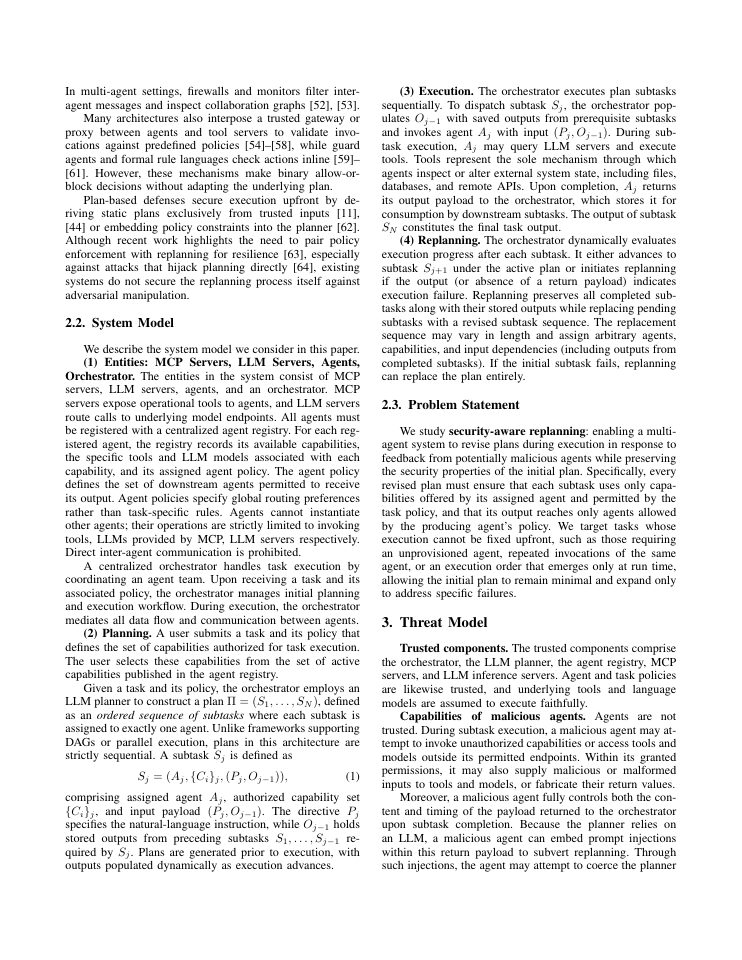 In multi-agent settings, firewalls and monitors filter inter-
agent messages and inspect collaboration graphs [52], [53].
Many architectures also interpose a trusted gateway or
proxy between agents and tool servers to validate invo-
cations against predefined policies [54]–[58], while guard
agents and formal rule languages check actions inline [59]–
[61]. However, these mechanisms make binary allow-or-
block decisions without adapting the underlying plan.
Plan-based defenses secure execution upfront by de-
riving static plans exclusively from trusted inputs [11],
[44] or embedding policy constraints into the planner [62].
Although recent work highlights the need to pair policy
enforcement with replanning for resilience [63], especially
against attacks that hijack planning directly [64], existing
systems do not secure the replanning process itself against
adversarial manipulation.
2.2. System Model
We describe the system model we consider in this paper.
(1) Entities: MCP Servers, LLM Servers, Agents,
Orchestrator. The entities in the system consist of MCP
servers, LLM servers, agents, and an orchestrator. MCP
servers expose operational tools to agents, and LLM servers
route calls to underlying model endpoints. All agents must
be registered with a centralized agent registry. For each reg-
istered agent, the registry records its available capabilities,
the specific tools and LLM models associated with each
capability, and its assigned agent policy. The agent policy
defines the set of downstream agents permitted to receive
its output. Agent policies specify global routing preferences
rather than task-specific rules. Agents cannot instantiate
other agents; their operations are strictly limited to invoking
tools, LLMs provided by MCP, LLM servers respectively.
Direct inter-agent communication is prohibited.
A centralized orchestrator handles task execution by
coordinating an agent team. Upon receiving a task and its
associated policy, the orchestrator manages initial planning
and execution workflow. During execution, the orchestrator
mediates all data flow and communication between agents.
(2) Planning. A user submits a task and its policy that
defines the set of capabilities authorized for task execution.
The user selects these capabilities from the set of active
capabilities published in the agent registry.
Given a task and its policy, the orchestrator employs an
LLM planner to construct a plan Π = (S₁, . . . , S_N), defined
as an ordered sequence of subtasks where each subtask is
assigned to exactly one agent. Unlike frameworks supporting
DAGs or parallel execution, plans in this architecture are
strictly sequential. A subtask S_j is defined as
S_j = (A_j, {C_i}_j, (P_j, O_{j−1})), (1)
comprising assigned agent A_j, authorized capability set
{C_i}_j, and input payload (P_j, O_{j−1}). The directive P_j
specifies the natural-language instruction, while O_{j−1} holds
stored outputs from preceding subtasks S₁, . . . , S_{j−1} re-
quired by S_j. Plans are generated prior to execution, with
outputs populated dynamically as execution advances.
(3) Execution. The orchestrator executes plan subtasks
sequentially. To dispatch subtask S_j, the orchestrator pop-
ulates O_{j−1} with saved outputs from prerequisite subtasks
and invokes agent A_j with input (P_j, O_{j−1}). During sub-
task execution, A_j may query LLM servers and execute
tools. Tools represent the sole mechanism through which
agents inspect or alter external system state, including files,
databases, and remote APIs. Upon completion, A_j returns
its output payload to the orchestrator, which stores it for
consumption by downstream subtasks. The output of subtask
S_N constitutes the final task output.
(4) Replanning. The orchestrator dynamically evaluates
execution progress after each subtask. It either advances to
subtask S_{j+1} under the active plan or initiates replanning
if the output (or absence of a return payload) indicates
execution failure. Replanning preserves all completed sub-
tasks along with their stored outputs while replacing pending
subtasks with a revised subtask sequence. The replacement
sequence may vary in length and assign arbitrary agents,
capabilities, and input dependencies (including outputs from
completed subtasks). If the initial subtask fails, replanning
can replace the plan entirely.
2.3. Problem Statement
We study security-aware replanning: enabling a multi-
agent system to revise plans during execution in response to
feedback from potentially malicious agents while preserving
the security properties of the initial plan. Specifically, every
revised plan must ensure that each subtask uses only capa-
bilities offered by its assigned agent and permitted by the
task policy, and that its output reaches only agents allowed
by the producing agent's policy. We target tasks whose
execution cannot be fixed upfront, such as those requiring
an unprovisioned agent, repeated invocations of the same
agent, or an execution order that emerges only at run time,
allowing the initial plan to remain minimal and expand only
to address specific failures.
3. Threat Model
Trusted components. The trusted components comprise
the orchestrator, the LLM planner, the agent registry, MCP
servers, and LLM inference servers. Agent and task policies
are likewise trusted, and underlying tools and language
models are assumed to execute faithfully.
Capabilities of malicious agents. Agents are not
trusted. During subtask execution, a malicious agent may at-
tempt to invoke unauthorized capabilities or access tools and
models outside its permitted endpoints. Within its granted
permissions, it may also supply malicious or malformed
inputs to tools and models, or fabricate their return values.
Moreover, a malicious agent fully controls both the con-
tent and timing of the payload returned to the orchestrator
upon subtask completion. Because the planner relies on
an LLM, a malicious agent can embed prompt injections
within this return payload to subvert replanning. Through
such injections, the agent may attempt to coerce the planner